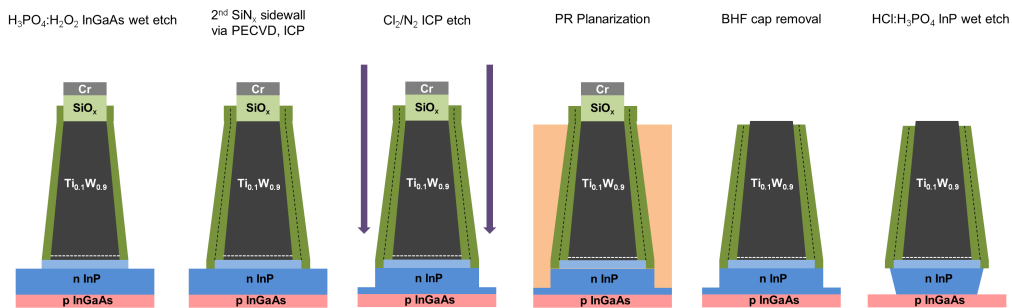 H₃PO₄:H₂O₂ InGaAs wet etch
2ⁿᵈ SiNₓ sidewall
via PECVD, ICP
Cl₂/N₂ ICP etch
PR Planarization
BHF cap removal
HCl:H₃PO₄ InP wet etch
Cr
SiOₓ
Ti₀.₁W₀.₉
n InP
p InGaAs
Cr
SiOₓ
Ti₀.₁W₀.₉
n InP
p InGaAs
Cr
SiOₓ
Ti₀.₁W₀.₉
n InP
p InGaAs
Cr
SiOₓ
Ti₀.₁W₀.₉
n InP
p InGaAs
Ti₀.₁W₀.₉
n InP
p InGaAs
Ti₀.₁W₀.₉
n InP
p InGaAs